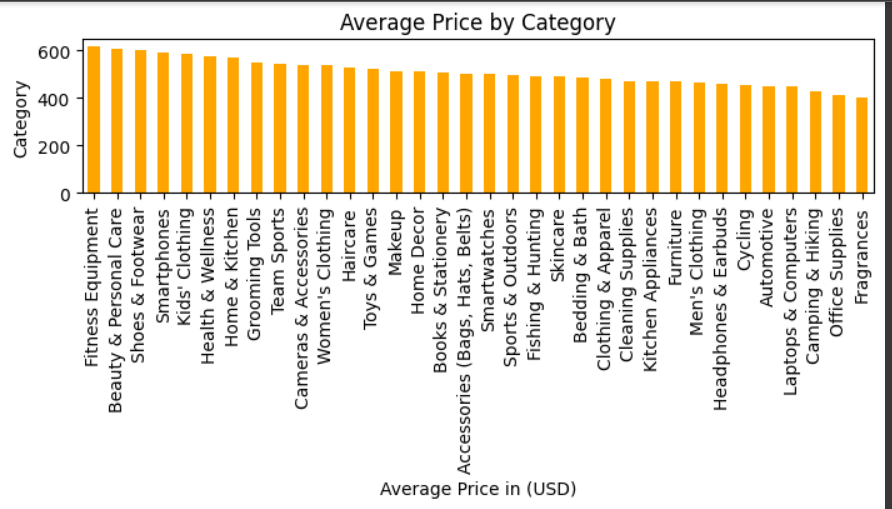 Average Price by Category
Category
600
400
200
0
Fitness Equipment
Beauty & Personal Care
Shoes & Footwear
Smartphones
Kids' Clothing
Health & Wellness
Home & Kitchen
Grooming Tools
Team Sports
Cameras & Accessories
Women's Clothing
Haircare
Toys & Games
Makeup
Home Decor
Books & Stationery
Accessories (Bags, Hats, Belts)
Smartwatches
Sports & Outdoors
Fishing & Hunting
Skincare
Bedding & Bath
Clothing & Apparel
Cleaning Supplies
Kitchen Appliances
Furniture
Men's Clothing
Headphones & Earbuds
Cycling
Automotive
Laptops & Computers
Camping & Hiking
Office Supplies
Fragrances
Average Price in (USD)